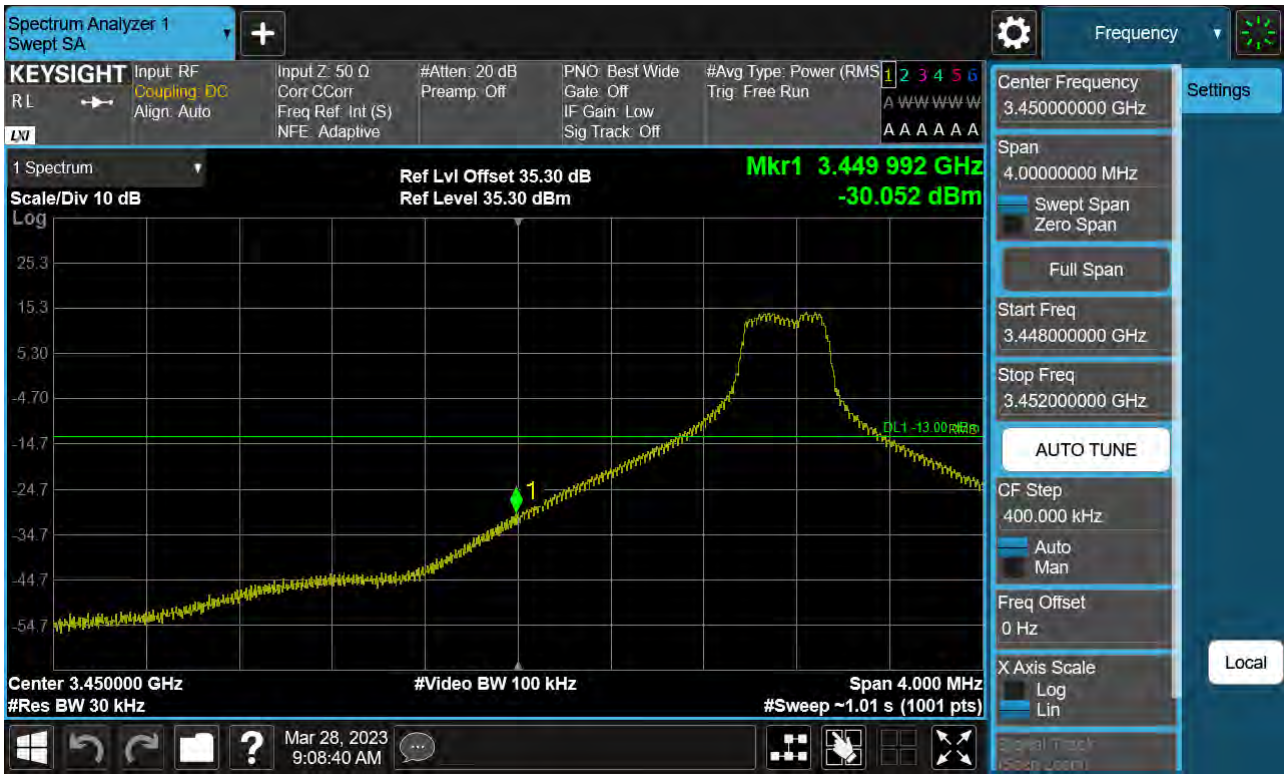 Spectrum Analyzer 1
Swept SA
Frequency
KEYSIGHT
RL
LXI
Input: RF
Coupling: DC
Align: Auto
Input Z: 50 Ω
Corr CCorr
Freq Ref: Int (S)
NFE: Adaptive
#Atten: 20 dB
Preamp: Off
PNO: Best Wide
Gate: Off
IF Gain: Low
Sig Track: Off
#Avg Type: Power (RMS
Trig: Free Run
1 2 3 4 5 6
A W W W W W
A A A A A A
1 Spectrum
Scale/Div 10 dB
Log
Ref Lvl Offset 35.30 dB
Ref Level 35.30 dBm
Mkr1 3.449 992 GHz
-30.052 dBm
25.3
15.3
5.30
-4.70
-14.7
-24.7
-34.7
-44.7
-54.7
DL1 -13.00 dBm
RMS
1
Center 3.450000 GHz
#Res BW 30 kHz
#Video BW 100 kHz
Span 4.000 MHz
#Sweep ~1.01 s (1001 pts)
Center Frequency
3.450000000 GHz
Span
4.00000000 MHz
Swept Span
Zero Span
Full Span
Start Freq
3.448000000 GHz
Stop Freq
3.452000000 GHz
AUTO TUNE
CF Step
400.000 kHz
Auto
Man
Freq Offset
0 Hz
X Axis Scale
Log
Lin
Signal Track
(Span Zoom)
Settings
Local
?
Mar 28, 2023
9:08:40 AM